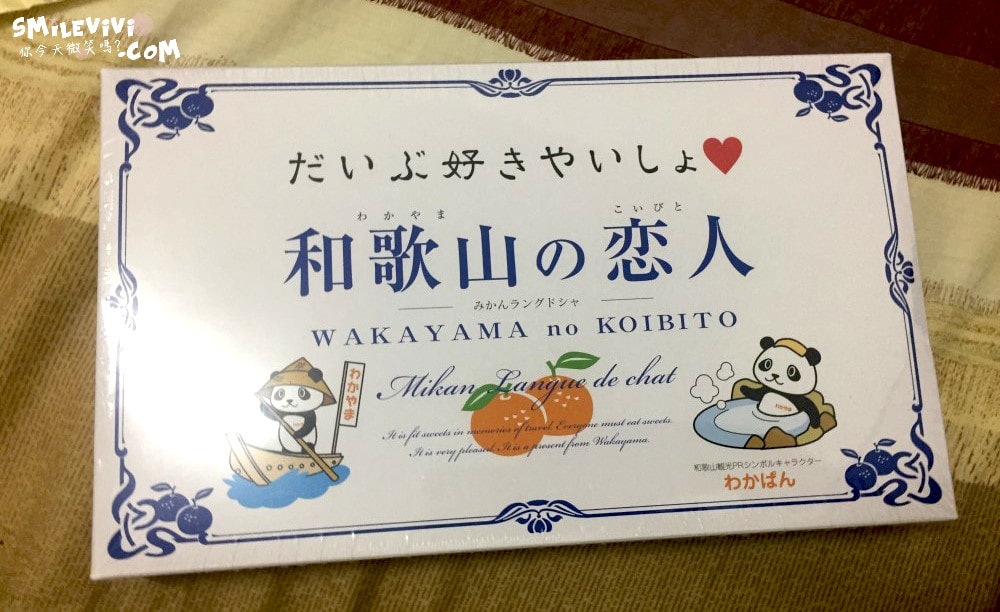 SMiLEViVi
你今天微笑嗎? .COM
だいぶ好きやいしょ♥
わかやま こいびと
和歌山の恋人
みかんラングドシャ
WAKAYAMA no KOIBITO
Mikan Langue de chat
わかやま
It is fit sweets in memories of travel. Everyone must eat sweets.
It is very pleased. It is a present from Wakayama.
和歌山観光PRシンボルキャラクター
わかぱん